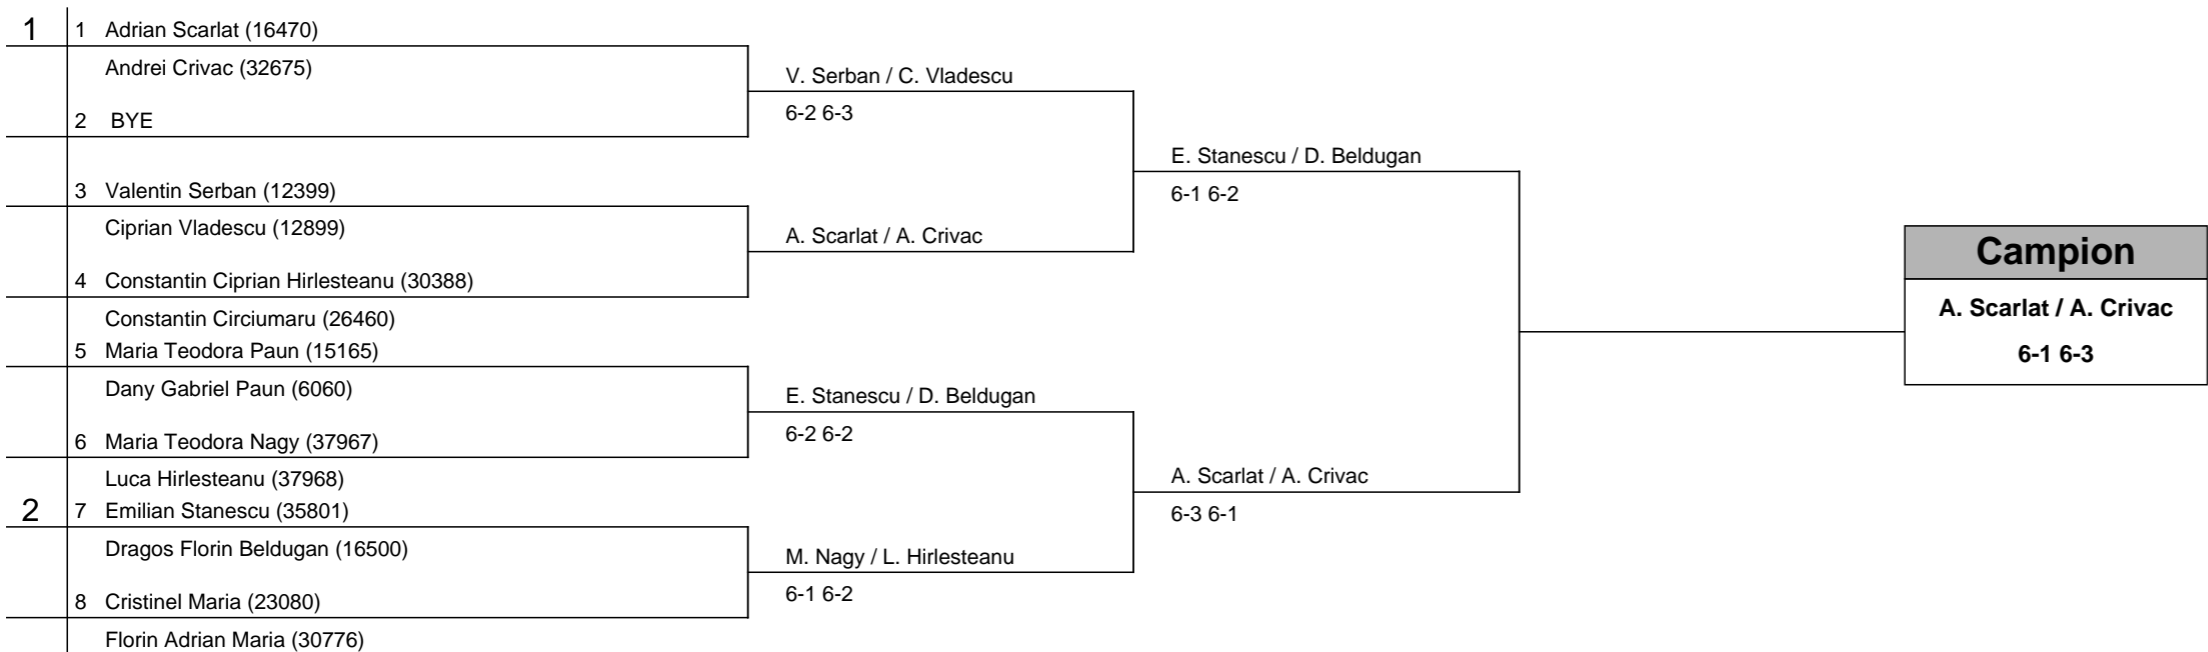 1 1 Adrian Scarlat (16470)
Andrei Crivac (32675)
2 BYE
3 Valentin Serban (12399)
Ciprian Vladescu (12899)
4 Constantin Ciprian Hirlesteanu (30388)
Constantin Circiumaru (26460)
5 Maria Teodora Paun (15165)
Dany Gabriel Paun (6060)
6 Maria Teodora Nagy (37967)
Luca Hirlesteanu (37968)
2 7 Emilian Stanescu (35801)
Dragos Florin Beldugan (16500)
8 Cristinel Maria (23080)
Florin Adrian Maria (30776)
V. Serban / C. Vladescu
6-2 6-3
A. Scarlat / A. Crivac
E. Stanescu / D. Beldugan
6-2 6-2
M. Nagy / L. Hirlesteanu
6-1 6-2
E. Stanescu / D. Beldugan
6-1 6-2
A. Scarlat / A. Crivac
6-3 6-1
Campion
A. Scarlat / A. Crivac
6-1 6-3